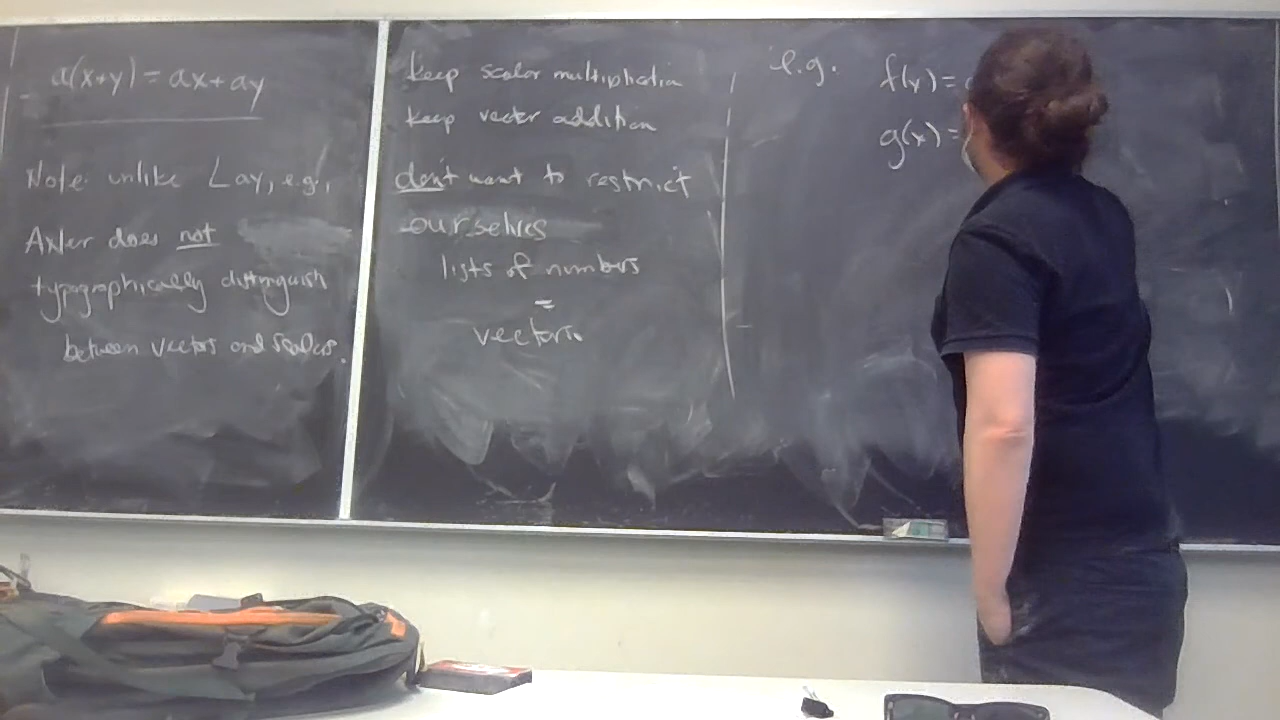 a(x+y) = ax + ay
Note: unlike Lay, e.g.,
Axler does not
typographically distinguish
between vectors and scalars.
keep scalar multiplication
keep vector addition
don't want to restrict
ourselves
lists of numbers
=
vectors.
e.g.
f(x) =
g(x) =